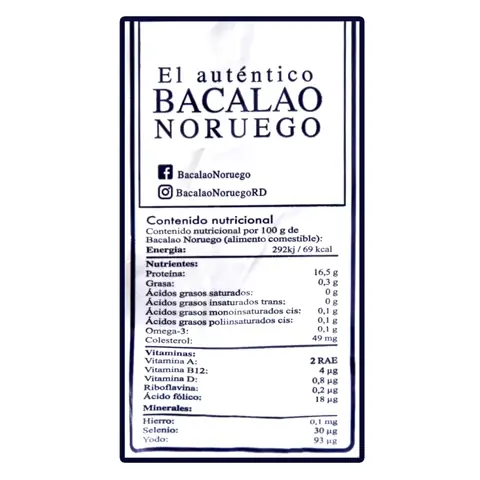 El auténtico
BACALAO
NORUEGO
BacalaoNoruego
BacalaoNoruegoRD
Contenido nutricional
Contenido nutricional por 100 g de
Bacalao Noruego (alimento comestible):
Energía: 292kj / 69 kcal
Nutrientes:
Proteína: 16,5 g
Grasa: 0,3 g
Ácidos grasos saturados: 0 g
Ácidos grasos insaturados trans: 0 g
Ácidos grasos monoinsaturados cis: 0,1 g
Ácidos grasos poliinsaturados cis: 0,1 g
Omega-3: 0,1 g
Colesterol: 49 mg
Vitaminas:
Vitamina A: 2 RAE
Vitamina B12: 4 µg
Vitamina D: 0,8 µg
Riboflavina: 0,2 µg
Ácido fólico: 18 µg
Minerales:
Hierro: 0,1 mg
Selenio: 30 µg
Yodo: 93 µg